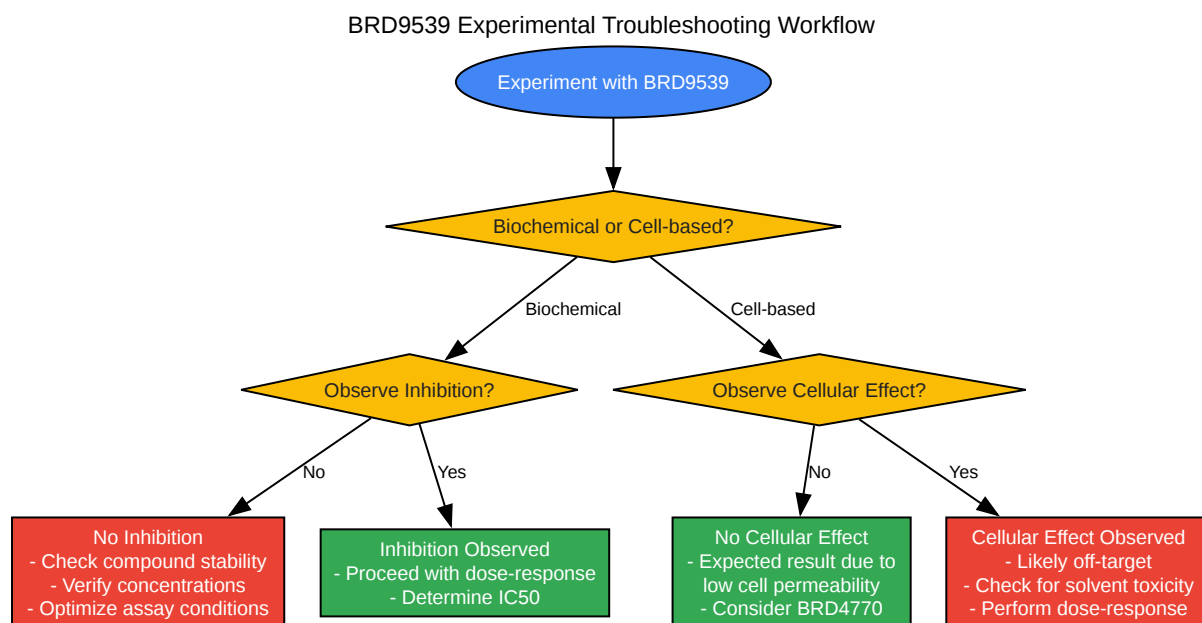 BRD9539 Experimental Troubleshooting Workflow
Experiment with BRD9539
Biochemical or Cell-based?
Biochemical
Cell-based
Observe Inhibition?
Observe Cellular Effect?
No
Yes
No
Yes
No Inhibition
- Check compound stability
- Verify concentrations
- Optimize assay conditions
Inhibition Observed
- Proceed with dose-response
- Determine IC50
No Cellular Effect
- Expected result due to
low cell permeability
- Consider BRD4770
Cellular Effect Observed
- Likely off-target
- Check for solvent toxicity
- Perform dose-response